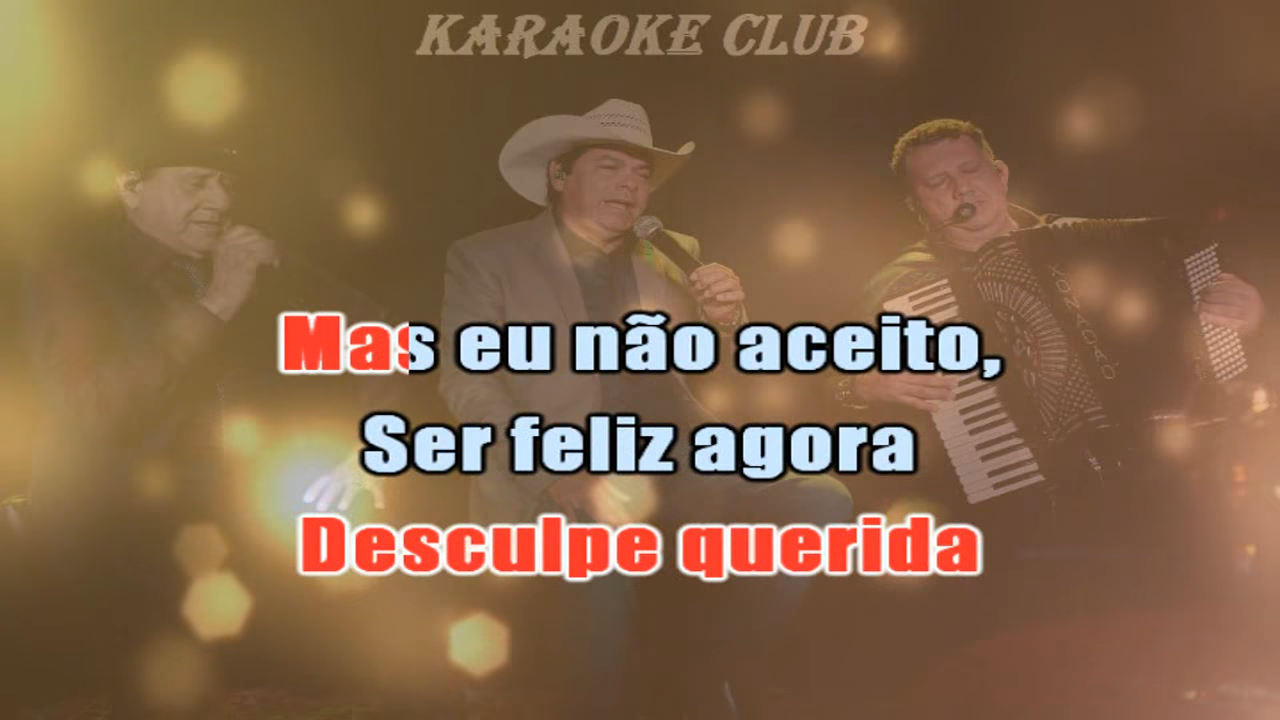 KARAOKE CLUB
Mas eu não aceito,
Ser feliz agora
Desculpe querida